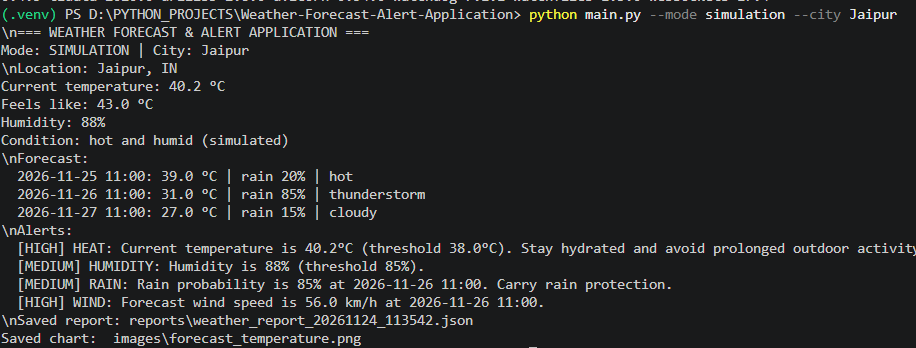 (.venv) PS D:\PYTHON_PROJECTS\Weather-Forecast-Alert-Application> python main.py --mode simulation --city Jaipur
\n=== WEATHER FORECAST & ALERT APPLICATION ===
Mode: SIMULATION | City: Jaipur
\nLocation: Jaipur, IN
Current temperature: 40.2 ºC
Feels like: 43.0 ºC
Humidity: 88%
Condition: hot and humid (simulated)
\nForecast:
  2026-11-25 11:00: 39.0 ºC | rain 20% | hot
  2026-11-26 11:00: 31.0 ºC | rain 85% | thunderstorm
  2026-11-27 11:00: 27.0 ºC | rain 15% | cloudy
\nAlerts:
  [HIGH] HEAT: Current temperature is 40.2ºC (threshold 38.0ºC). Stay hydrated and avoid prolonged outdoor activity
  [MEDIUM] HUMIDITY: Humidity is 88% (threshold 85%).
  [MEDIUM] RAIN: Rain probability is 85% at 2026-11-26 11:00. Carry rain protection.
  [HIGH] WIND: Forecast wind speed is 56.0 km/h at 2026-11-26 11:00.
\nSaved report: reports\weather_report_20261124_113542.json
Saved chart:  images\forecast_temperature.png